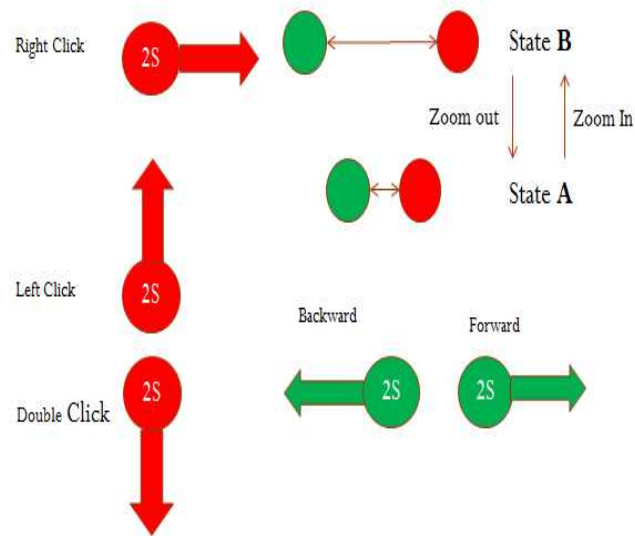 Right Click
2S
State B
Zoom out
Zoom In
State A
Left Click
2S
Backward
Forward
Double Click
2S
2S
2S